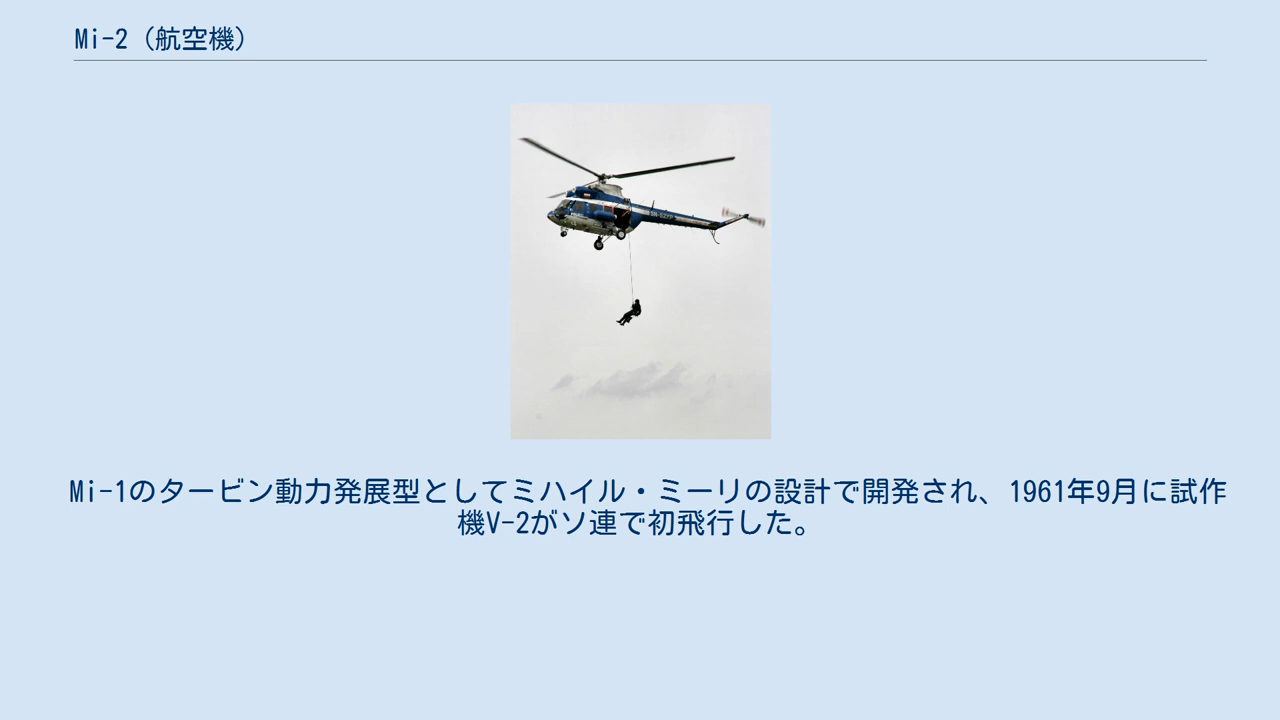 Mi-2（航空機）
Mi-1のタービン動力発展型としてミハイル・ミーリの設計で開発され、1961年9月に試作
機V-2がソ連で初飛行した。